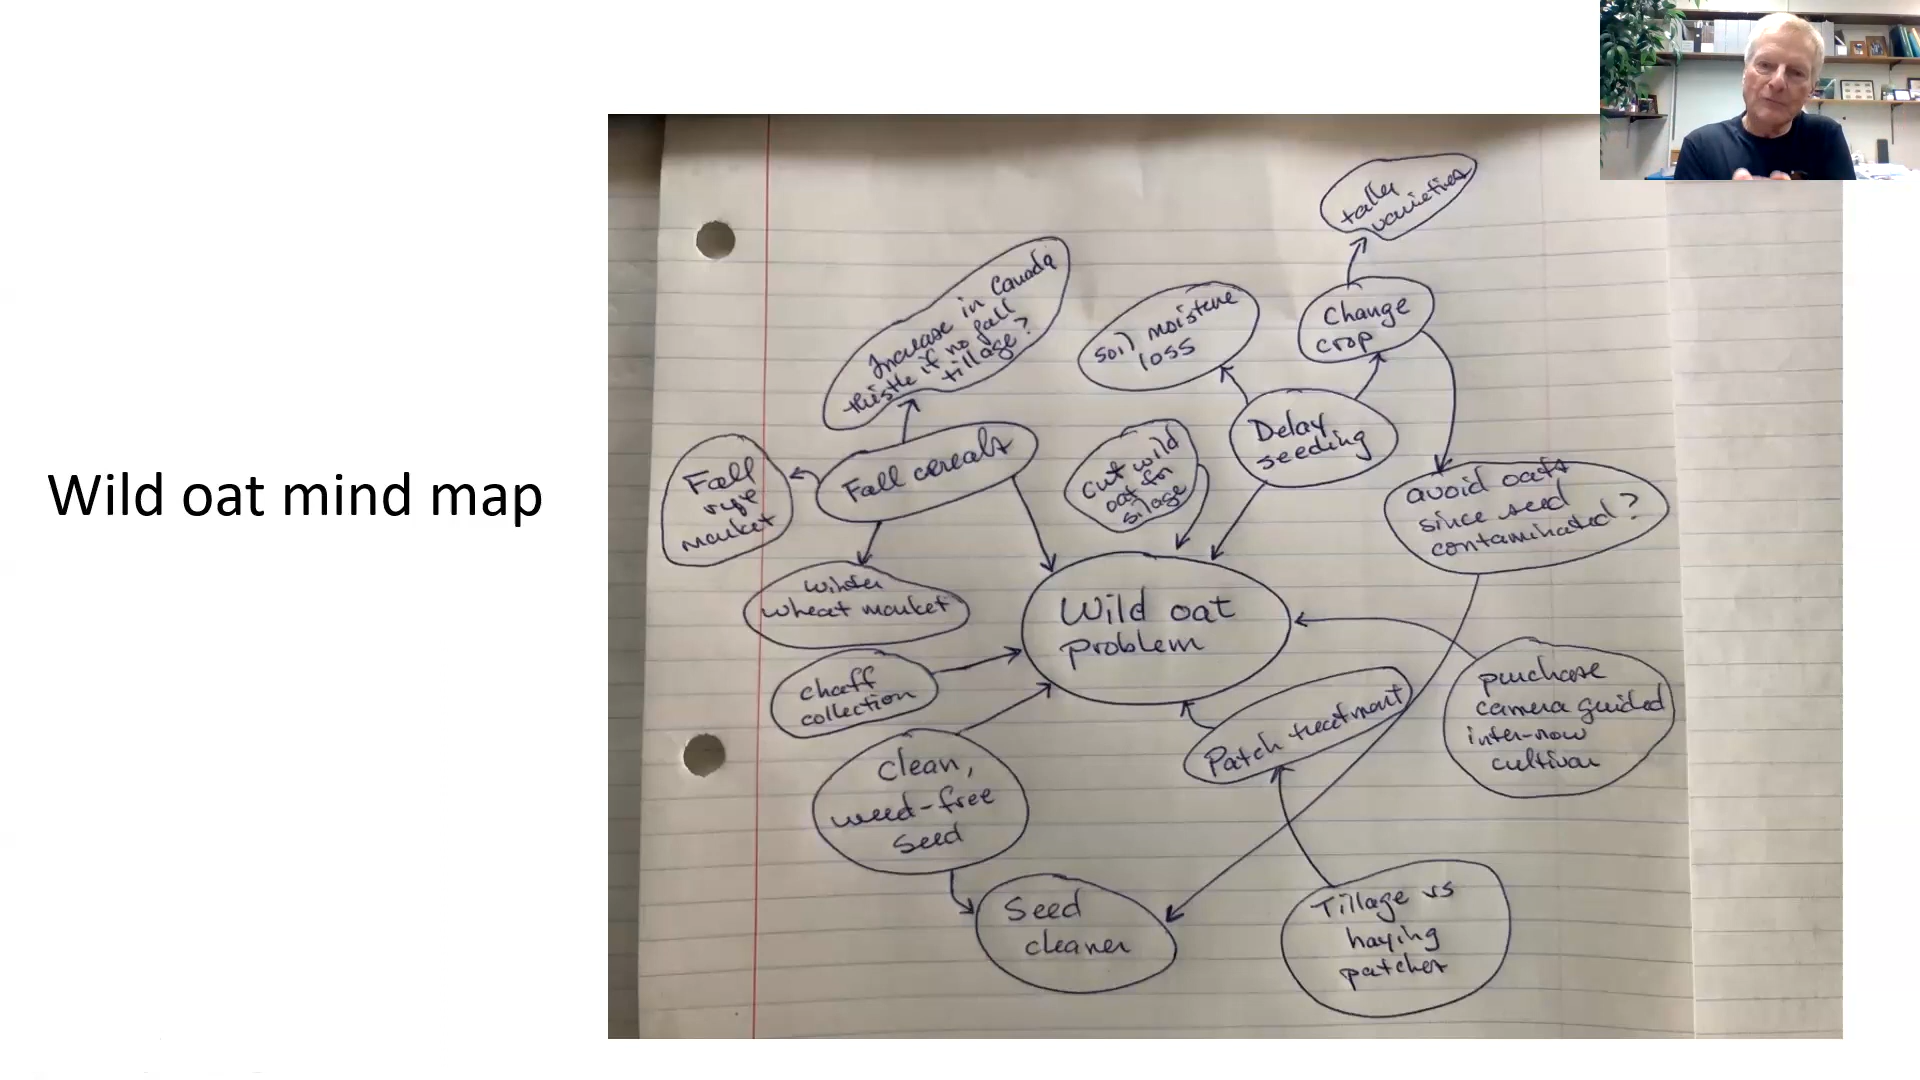 Wild oat mind map
taller
varieties
Increase in Canada
thistle if no fall
tillage?
soil moisture
loss
Change
crop
Delay
seeding
Fall cereals
cut wild
oat for
silage
Fall
rye
market
avoid oats
since seed
contaminated?
winter
wheat market
Wild oat
problem
chaff
collection
purchase
camera guided
inter-row
cultivar
Patch treatment
clean,
weed-free
seed
Seed
cleaner
Tillage vs
haying
patches